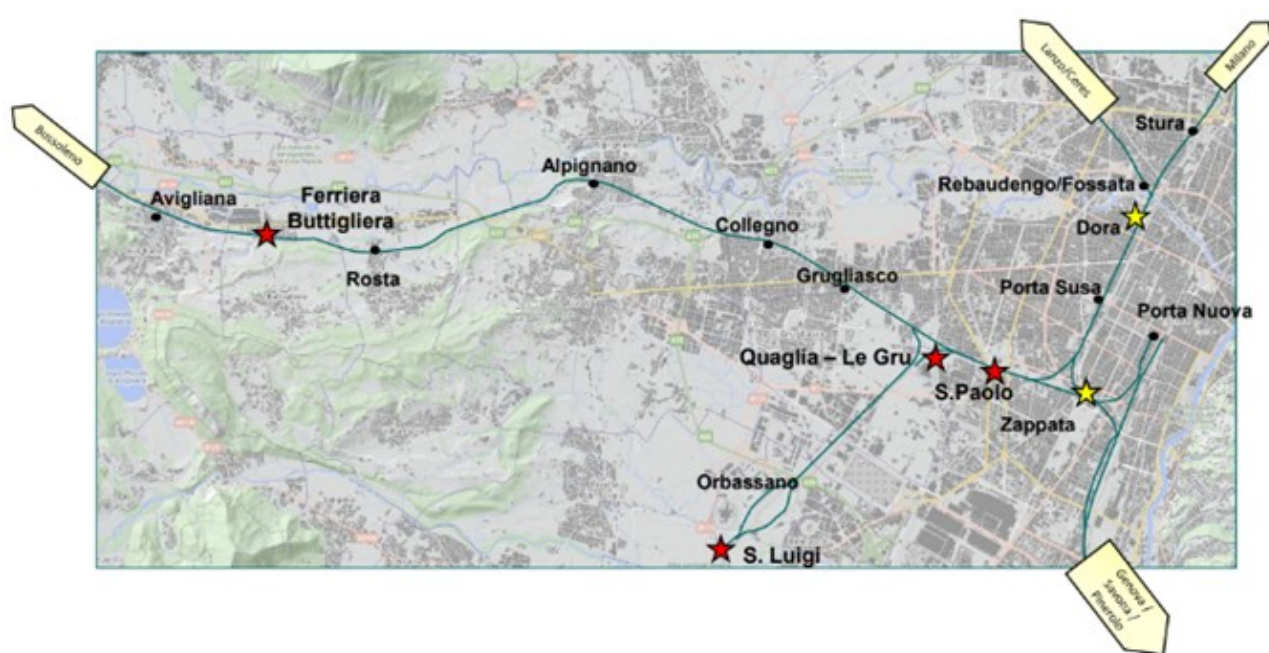 Milano
Lanzo/Ceres
Stura
Bussoleno
Alpignano
Rebaudengo/Fossata
Avigliana
Ferriera
Buttigliera
Collegno
Dora
Rosta
Grugliasco
Porta Susa
Porta Nuova
Quaglia – Le Gru
S.Paolo
Zappata
Orbassano
S. Luigi
Genova /
Savona /
Pinerolo